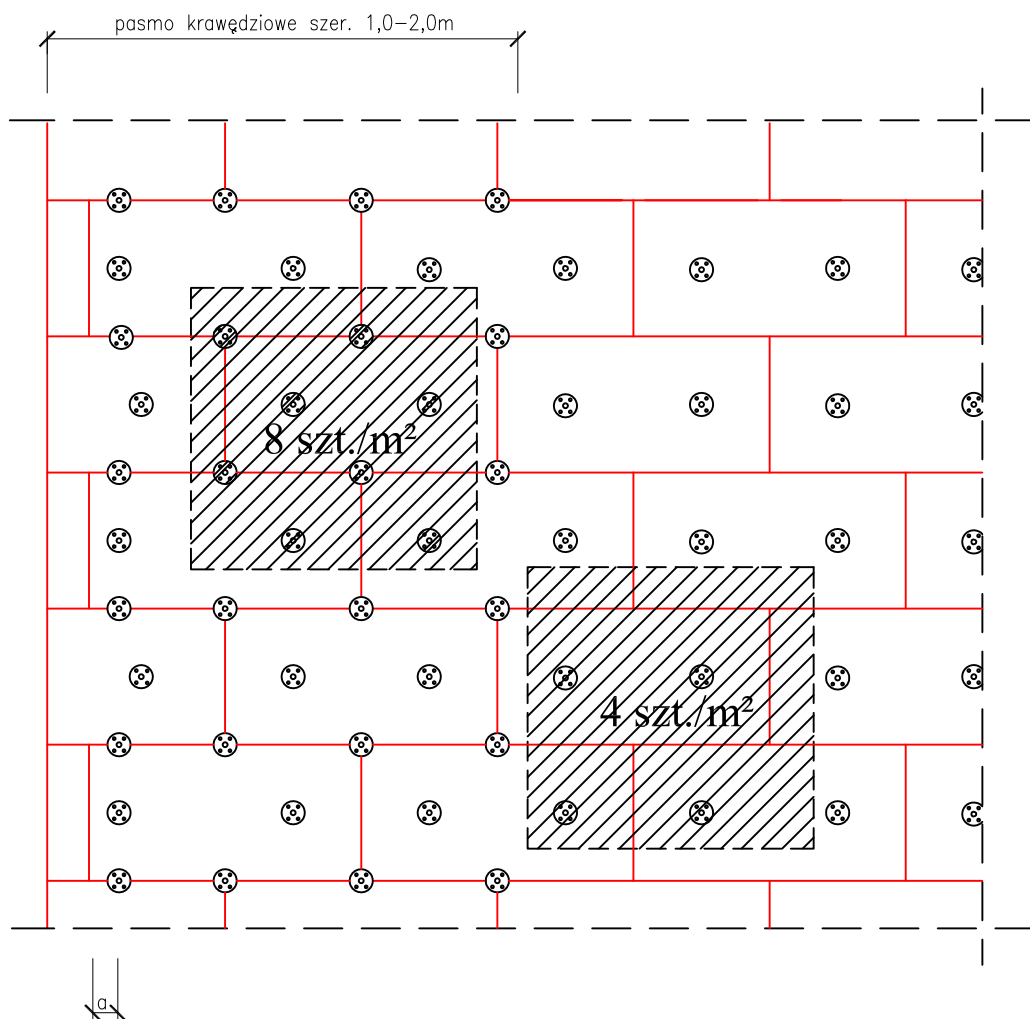 pasmo krawędziowe szer. 1,0–2,0m
8 szt./m²
4 szt./m²
a